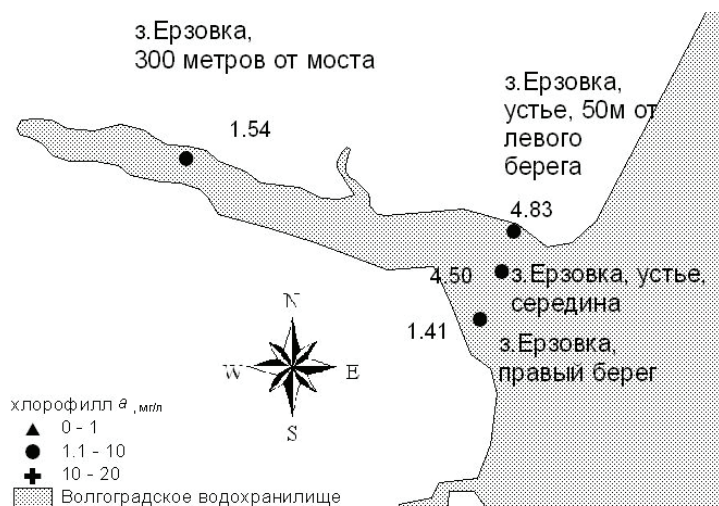 з.Ерзовка,
300 метров от моста
1.54
з.Ерзовка,
устье, 50м от
левого
берега
4.83
4.50
з.Ерзовка, устье,
середина
1.41
з.Ерзовка,
правый берег
N
W
E
S
хлорофилл а , мг/л
0 - 1
1.1 - 10
10 - 20
Волгоградское водохранилище